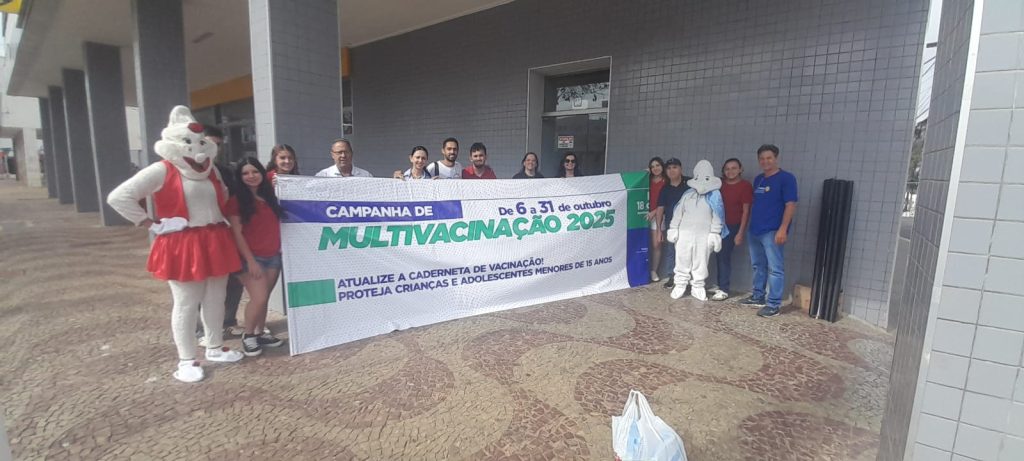 CAMPANHA DE
De 6 a 31 de outubro
MULTIVACINAÇÃO 2025
ATUALIZE A CADERNETA DE VACINAÇÃO!
PROTEJA CRIANÇAS E ADOLESCENTES MENORES DE 15 ANOS
18